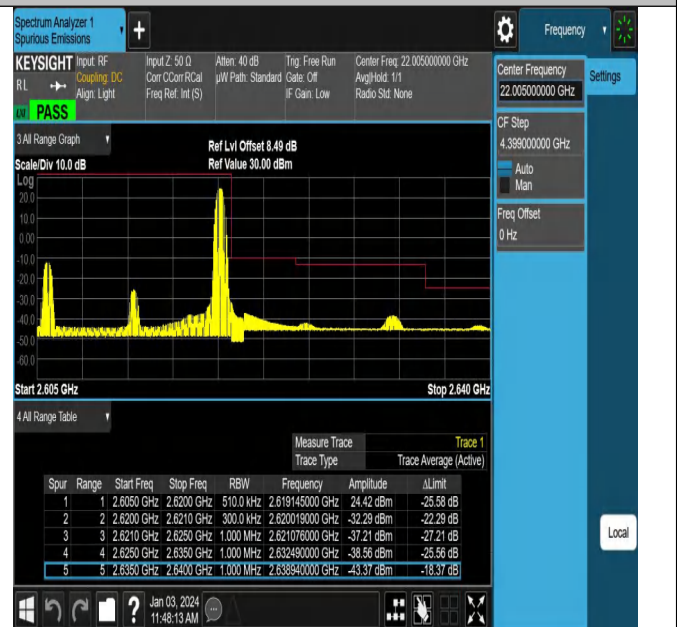 Spectrum Analyzer 1
Spurious Emissions
Frequency
KEYSIGHT Input: RF Input Z: 50 Ω Atten: 40 dB Trig: Free Run Center Freq: 22.005000000 GHz
RL Coupling: DC Corr CCorr RCal µW Path: Standard Gate: Off Avg|Hold: 1/1
Align: Light Freq Ref: Int (S) IF Gain: Low Radio Std: None
LXI PASS
Center Frequency
22.005000000 GHz
Settings
CF Step
4.399000000 GHz
Auto
Man
Freq Offset
0 Hz
3 All Range Graph
Ref Lvl Offset 8.49 dB
Scale/Div 10.0 dB Ref Value 30.00 dBm
Log
20.0
10.0
0.00
-10.0
-20.0
-30.0
-40.0
-50.0
-60.0
Start 2.605 GHz Stop 2.640 GHz
4 All Range Table
Measure Trace Trace 1
Trace Type Trace Average (Active)
Spur Range Start Freq Stop Freq RBW Frequency Amplitude ΔLimit
1 1 2.6050 GHz 2.6200 GHz 510.0 kHz 2.619145000 GHz 24.42 dBm -25.58 dB
2 2 2.6200 GHz 2.6210 GHz 300.0 kHz 2.620019000 GHz -32.29 dBm -22.29 dB
3 3 2.6210 GHz 2.6250 GHz 1.000 MHz 2.621076000 GHz -37.21 dBm -27.21 dB
4 4 2.6250 GHz 2.6350 GHz 1.000 MHz 2.632490000 GHz -38.56 dBm -25.56 dB
5 5 2.6350 GHz 2.6400 GHz 1.000 MHz 2.638940000 GHz -43.37 dBm -18.37 dB
Local
? Jan 03, 2024
11:48:13 AM